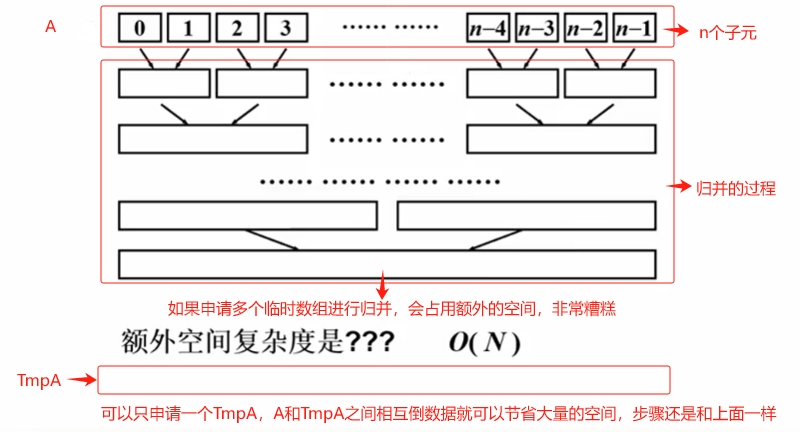 A 0 1 2 3 …… …… n-4 n-3 n-2 n-1 n个子元
…… ……
…… ……
…… …… …… ……
归并的过程
如果申请多个临时数组进行归并，会占用额外的空间，非常糟糕
额外空间复杂度是??? O( N )
TmpA
可以只申请一个TmpA，A和TmpA之间相互倒数据就可以节省大量的空间，步骤还是和上面一样